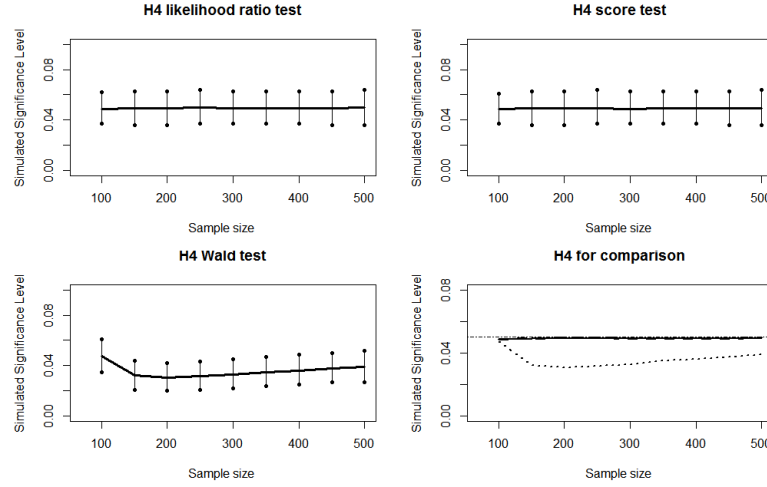 H4 likelihood ratio test
Simulated Significance Level
0.00 0.04 0.08
100 200 300 400 500
Sample size
H4 score test
Simulated Significance Level
0.00 0.04 0.08
100 200 300 400 500
Sample size
H4 Wald test
Simulated Significance Level
0.00 0.04 0.08
100 200 300 400 500
Sample size
H4 for comparison
Simulated Significance Level
0.00 0.04 0.08
100 200 300 400 500
Sample size